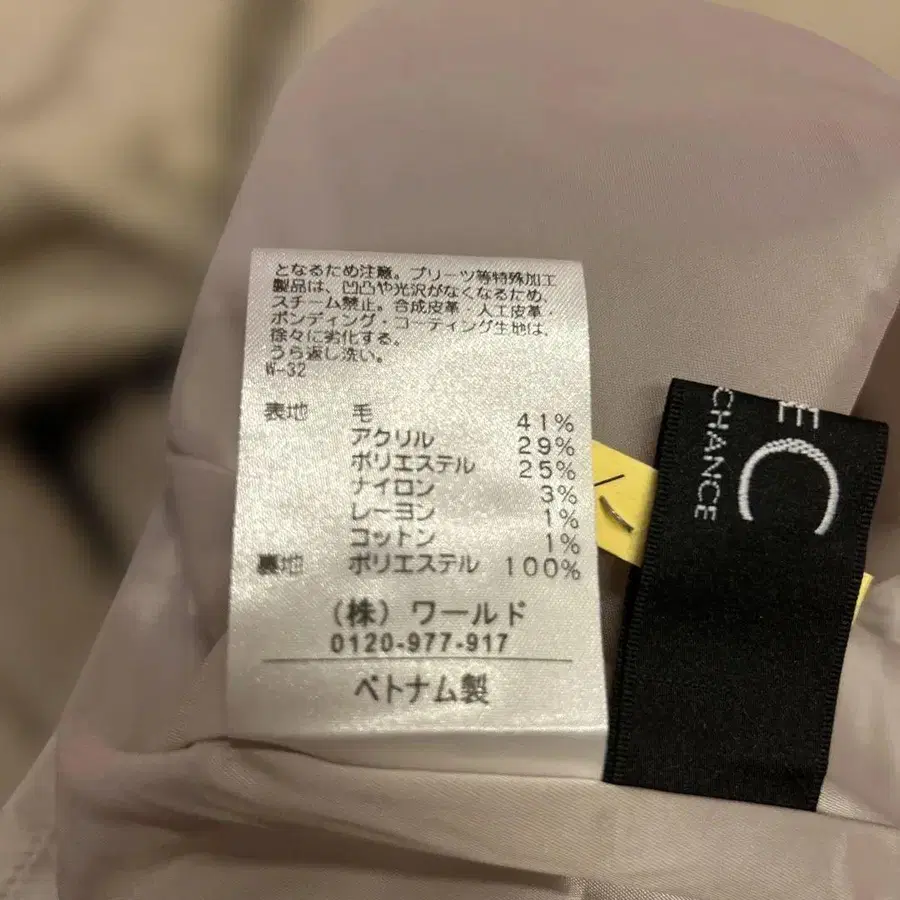 となるため注意。プリーツ等特殊加工
製品は、凹凸や光沢がなくなるため、
スチーム禁止。合成皮革・人工皮革・
ボンディング・コーティング生地は、
徐々に劣化する。
うら返し洗い。
W-32
表地 毛 41%
アクリル 29%
ポリエステル 25%
ナイロン 3%
レーヨン 1%
コットン 1%
裏地 ポリエステル 100%
(株) ワールド
0120-977-917
ベトナム製
CHANCE